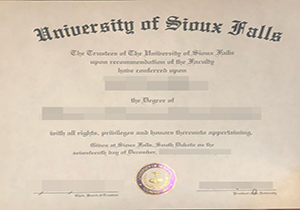 University of Sioux Falls
The Trustees of The University of Sioux Falls
upon recommendation of the Faculty
have conferred upon
the Degree of
with all rights, privileges and honors thereunto appertaining.
Given at Sioux Falls, South Dakota on the
seventeenth day of December,